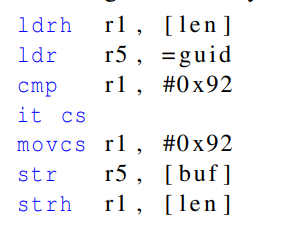 ldrh r1, [len]
ldr r5, =guid
cmp r1, #0x92
it cs
movcs r1, #0x92
str r5, [buf]
strh r1, [len]